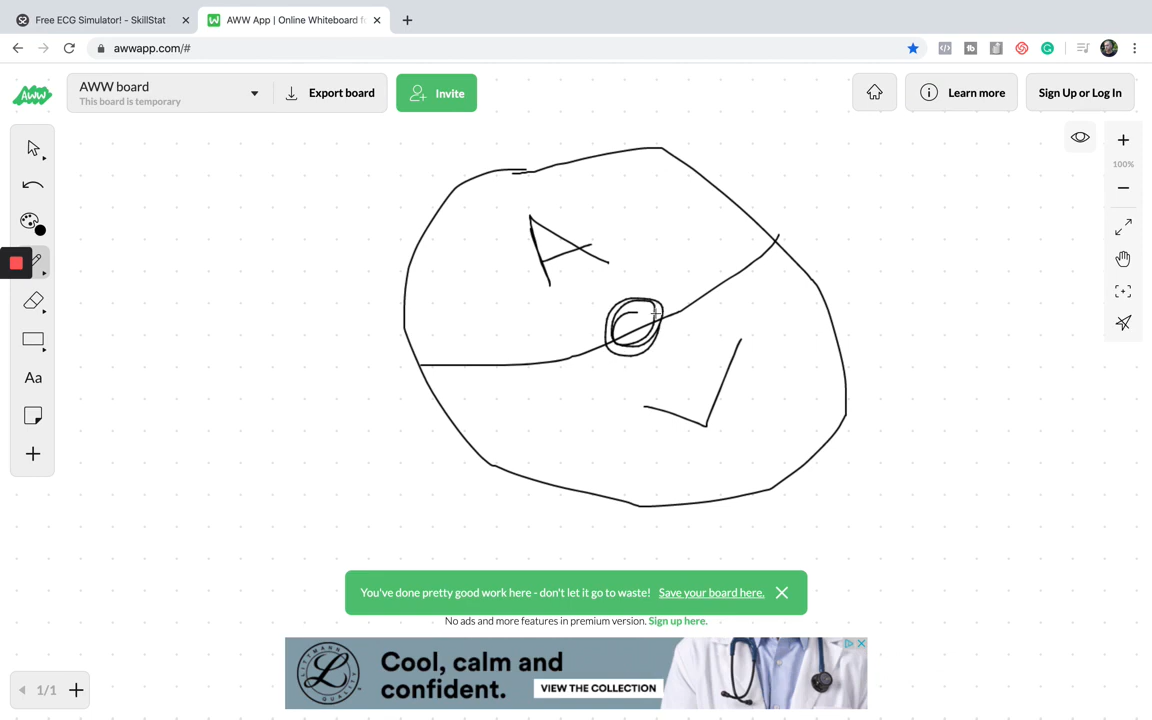 Free ECG Simulator! - SkillStat
AWW App | Online Whiteboard f
awwapp.com/#
AWW
AWW board
This board is temporary
Export board
Invite
Learn more
Sign Up or Log In
100%
A
V
Aa
You've done pretty good work here - don't let it go to waste! Save your board here.
No ads and more features in premium version. Sign up here.
LITTMANN
L
QUALITY
Cool, calm and
confident.
VIEW THE COLLECTION
1/1